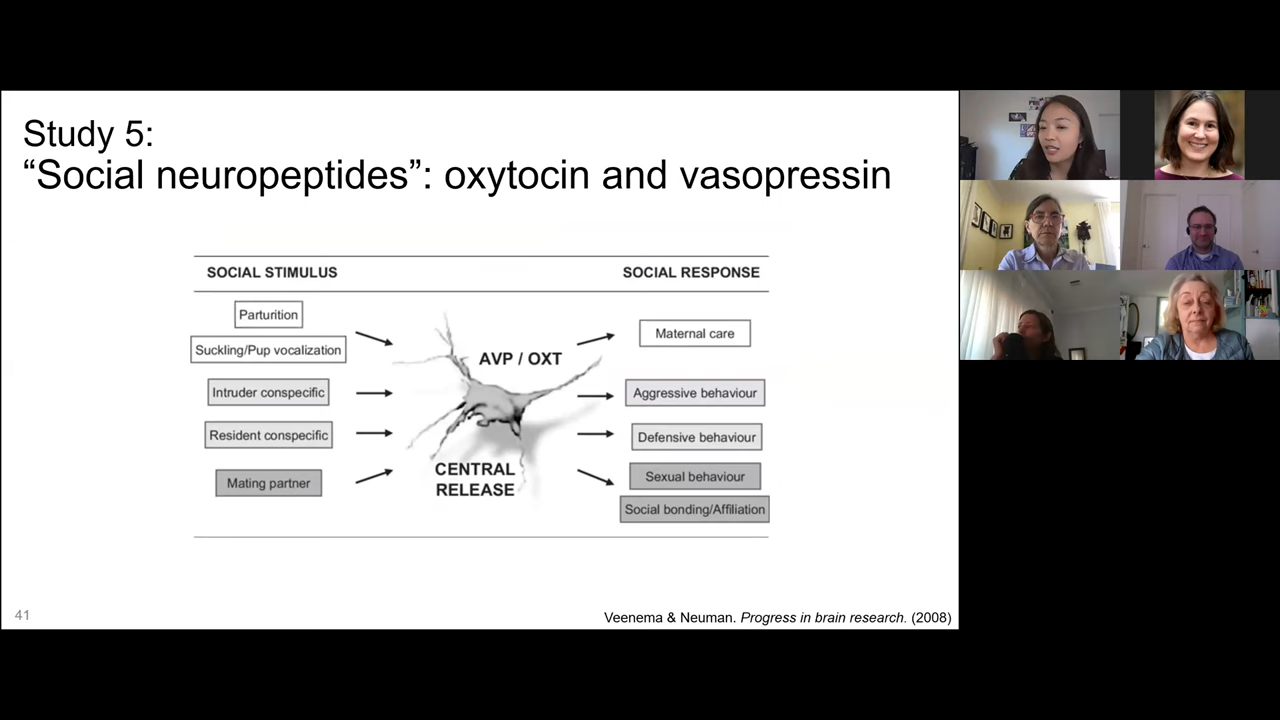 Study 5:
“Social neuropeptides”: oxytocin and vasopressin
SOCIAL STIMULUS
SOCIAL RESPONSE
Parturition
Suckling/Pup vocalization
Intruder conspecific
Resident conspecific
Mating partner
AVP / OXT
CENTRAL
RELEASE
Maternal care
Aggressive behaviour
Defensive behaviour
Sexual behaviour
Social bonding/Affiliation
41
Veenema & Neuman. Progress in brain research. (2008)